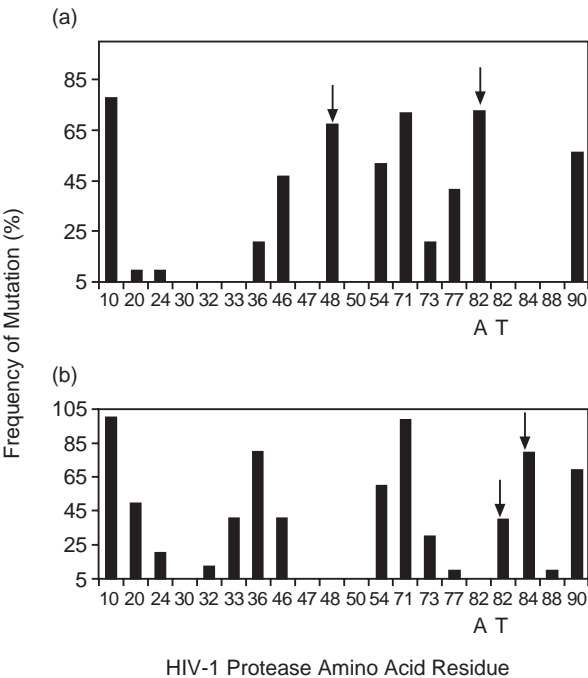 (a)
85
65
45
25
5
10 20 24 30 32 33 36 46 47 48 50 54 71 73 77 82 82 84 88 90
A T
Frequency of Mutation (%)
(b)
105
85
65
45
25
5
10 20 24 30 32 33 36 46 47 48 50 54 71 73 77 82 82 84 88 90
A T
HIV-1 Protease Amino Acid Residue